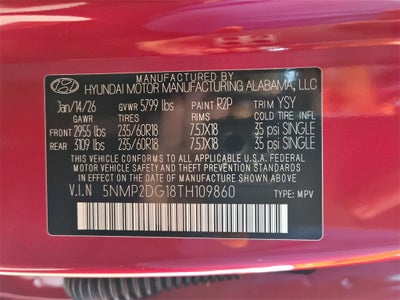 MANUFACTURED BY
HYUNDAI MOTOR MANUFACTURING ALABAMA, LLC
Jan/14/26 GVWR 5799 lbs PAINT R2P TRIM YSY
GAWR TIRES RIMS COLD TIRE INFL
FRONT 2955 lbs 235/60R18 7.5JX18 35 psi SINGLE
REAR 3109 lbs 235/60R18 7.5JX18 35 psi SINGLE
THIS VEHICLE CONFORMS TO ALL APPLICABLE U.S.A. FEDERAL
MOTOR VEHICLE SAFETY AND THEFT PREVENTION STANDARDS
IN EFFECT ON THE DATE OF MANUFACTURE SHOWN ABOVE.
V.I.N 5NMP2DG18TH109860 TYPE: MPV